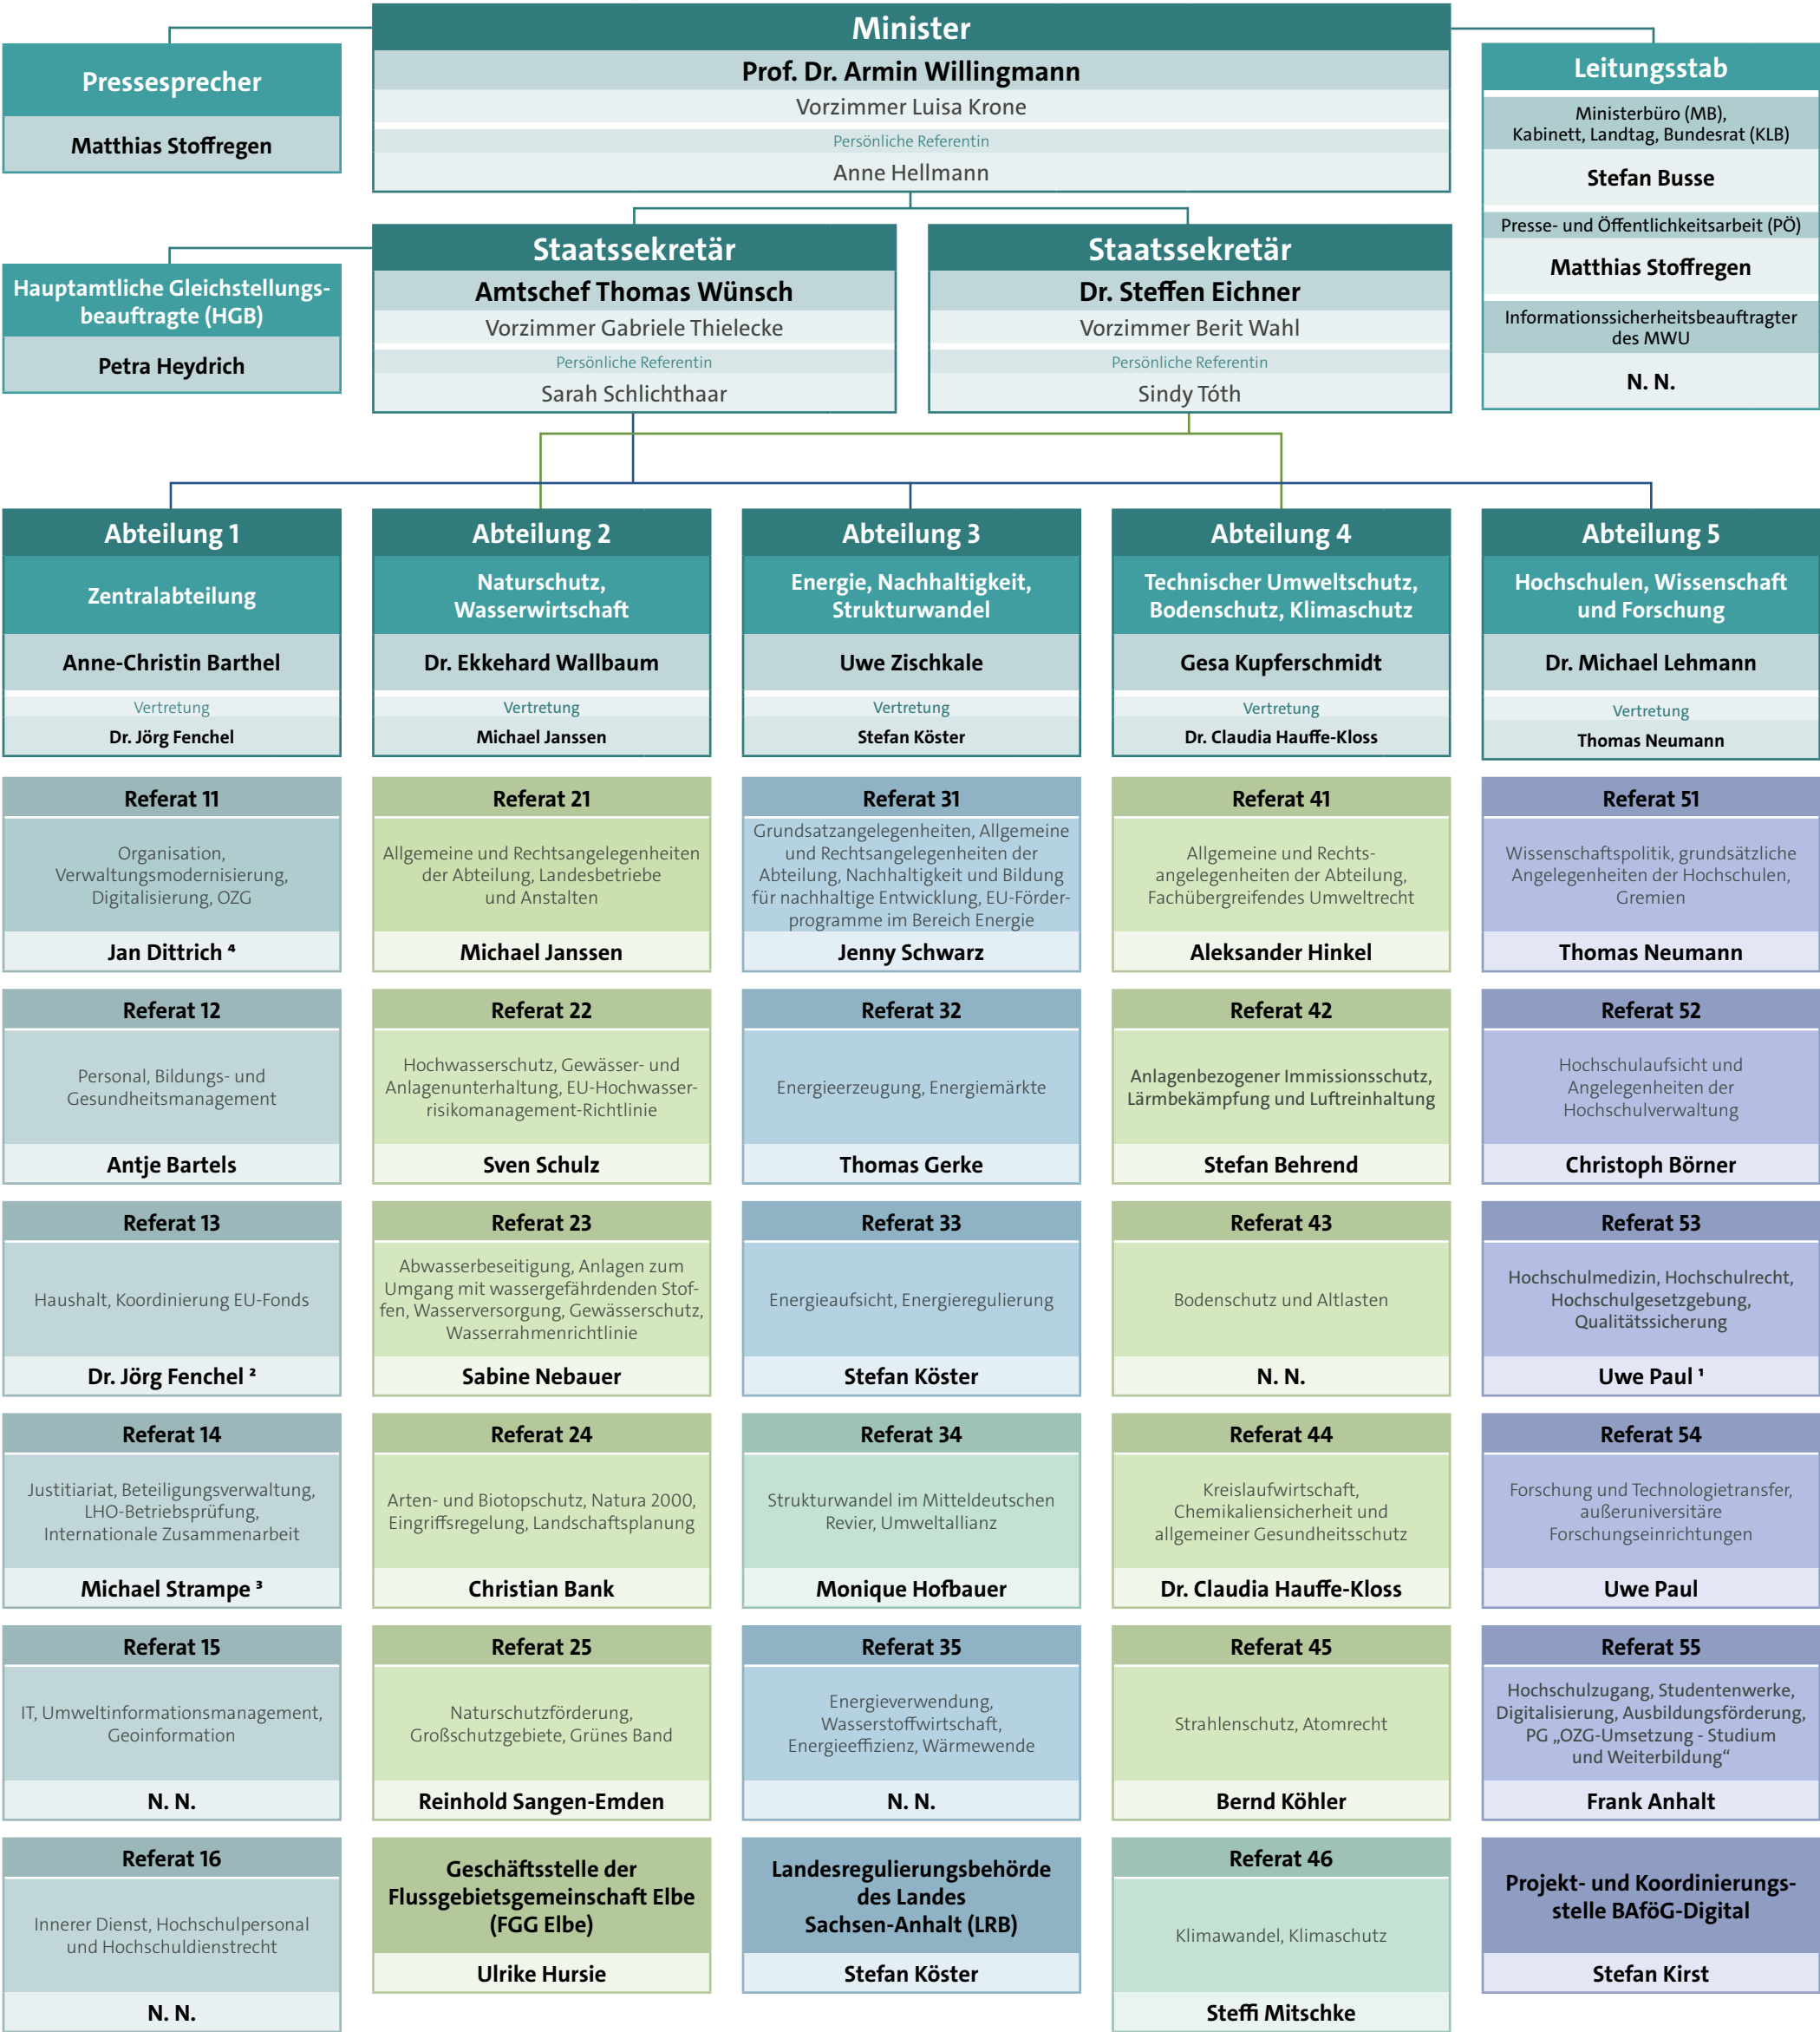 Minister
Prof. Dr. Armin Willingmann
Vorzimmer Luisa Krone
Persönliche Referentin
Anne Hellmann
Pressesprecher
Matthias Stoffregen
Leitungsstab
Ministerbüro (MB),
Kabinett, Landtag, Bundesrat (KLB)
Stefan Busse
Presse- und Öffentlichkeitsarbeit (PÖ)
Matthias Stoffregen
Informationssicherheitsbeauftragter
des MWU
N. N.
Hauptamtliche Gleichstellungs-
beauftragte (HGB)
Petra Heydrich
Staatssekretär
Amtschef Thomas Wünsch
Vorzimmer Gabriele Thielecke
Persönliche Referentin
Sarah Schlichthaar
Staatssekretär
Dr. Steffen Eichner
Vorzimmer Berit Wahl
Persönliche Referentin
Sindy Tóth
Abteilung 1
Zentralabteilung
Anne-Christin Barthel
Vertretung
Dr. Jörg Fenchel
Referat 11
Organisation,
Verwaltungsmodernisierung,
Digitalisierung, OZG
Jan Dittrich ⁴
Referat 12
Personal, Bildungs- und
Gesundheitsmanagement
Antje Bartels
Referat 13
Haushalt, Koordinierung EU-Fonds
Dr. Jörg Fenchel ²
Referat 14
Justitiariat, Beteiligungsverwaltung,
LHO-Betriebsprüfung,
Internationale Zusammenarbeit
Michael Strampe ³
Referat 15
IT, Umweltinformationsmanagement,
Geoinformation
N. N.
Referat 16
Innerer Dienst, Hochschulpersonal
und Hochschuldienstrecht
N. N.
Abteilung 2
Naturschutz,
Wasserwirtschaft
Dr. Ekkehard Wallbaum
Vertretung
Michael Janssen
Referat 21
Allgemeine und Rechtsangelegenheiten
der Abteilung, Landesbetriebe
und Anstalten
Michael Janssen
Referat 22
Hochwasserschutz, Gewässer- und
Anlagenunterhaltung, EU-Hochwasser-
risikomanagement-Richtlinie
Sven Schulz
Referat 23
Abwasserbeseitigung, Anlagen zum
Umgang mit wassergefährdenden Stof-
fen, Wasserversorgung, Gewässerschutz,
Wasserrahmenrichtlinie
Sabine Nebauer
Referat 24
Arten- und Biotopschutz, Natura 2000,
Eingriffsregelung, Landschaftsplanung
Christian Bank
Referat 25
Naturschutzförderung,
Großschutzgebiete, Grünes Band
Reinhold Sangen-Emden
Geschäftsstelle der
Flussgebietsgemeinschaft Elbe
(FGG Elbe)
Ulrike Hursie
Abteilung 3
Energie, Nachhaltigkeit,
Strukturwandel
Uwe Zischkale
Vertretung
Stefan Köster
Referat 31
Grundsatzangelegenheiten, Allgemeine
und Rechtsangelegenheiten der
Abteilung, Nachhaltigkeit und Bildung
für nachhaltige Entwicklung, EU-Förder-
programme im Bereich Energie
Jenny Schwarz
Referat 32
Energieerzeugung, Energiemärkte
Thomas Gerke
Referat 33
Energieaufsicht, Energieregulierung
Stefan Köster
Referat 34
Strukturwandel im Mitteldeutschen
Revier, Umweltallianz
Monique Hofbauer
Referat 35
Energieverwendung,
Wasserstoffwirtschaft,
Energieeffizienz, Wärmewende
N. N.
Landesregulierungsbehörde
des Landes
Sachsen-Anhalt (LRB)
Stefan Köster
Abteilung 4
Technischer Umweltschutz,
Bodenschutz, Klimaschutz
Gesa Kupferschmidt
Vertretung
Dr. Claudia Hauffe-Kloss
Referat 41
Allgemeine und Rechts-
angelegenheiten der Abteilung,
Fachübergreifendes Umweltrecht
Aleksander Hinkel
Referat 42
Anlagenbezogener Immissionsschutz,
Lärmbekämpfung und Luftreinhaltung
Stefan Behrend
Referat 43
Bodenschutz und Altlasten
N. N.
Referat 44
Kreislaufwirtschaft,
Chemikaliensicherheit und
allgemeiner Gesundheitsschutz
Dr. Claudia Hauffe-Kloss
Referat 45
Strahlenschutz, Atomrecht
Bernd Köhler
Referat 46
Klimawandel, Klimaschutz
Steffi Mitschke
Abteilung 5
Hochschulen, Wissenschaft
und Forschung
Dr. Michael Lehmann
Vertretung
Thomas Neumann
Referat 51
Wissenschaftspolitik, grundsätzliche
Angelegenheiten der Hochschulen,
Gremien
Thomas Neumann
Referat 52
Hochschulaufsicht und
Angelegenheiten der
Hochschulverwaltung
Christoph Börner
Referat 53
Hochschulmedizin, Hochschulrecht,
Hochschulgesetzgebung,
Qualitätssicherung
Uwe Paul ¹
Referat 54
Forschung und Technologietransfer,
außeruniversitäre
Forschungseinrichtungen
Uwe Paul
Referat 55
Hochschulzugang, Studentenwerke,
Digitalisierung, Ausbildungsförderung,
PG „OZG-Umsetzung - Studium
und Weiterbildung“
Frank Anhalt
Projekt- und Koordinierungs-
stelle BAföG-Digital
Stefan Kirst